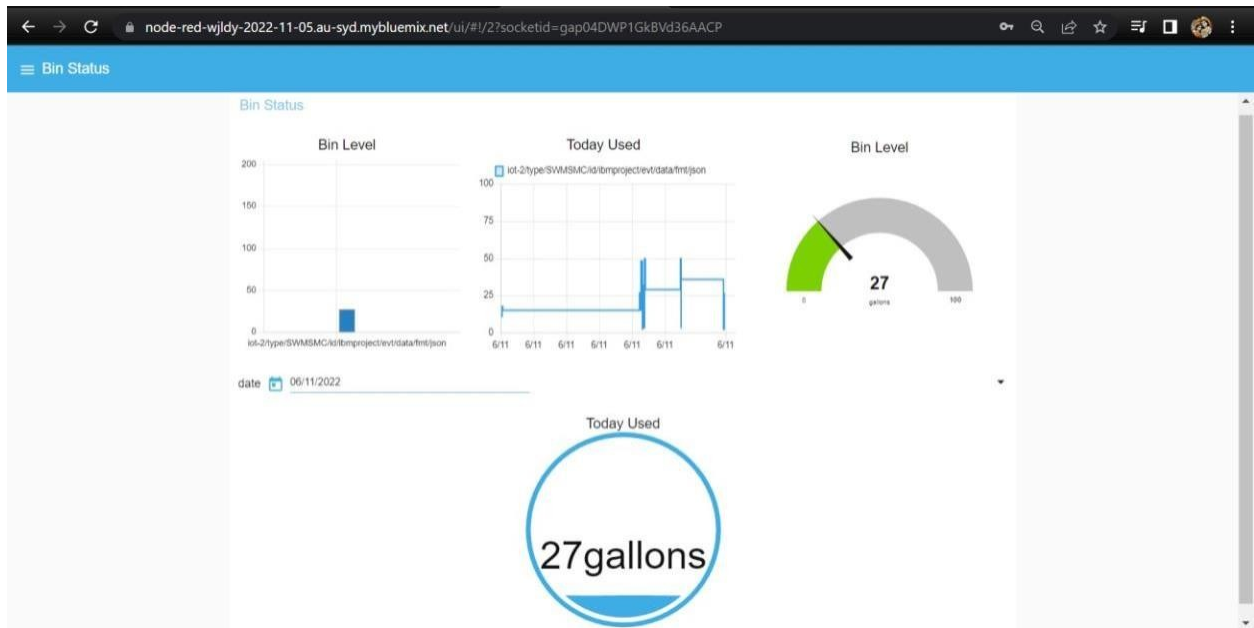 node-red-wjldy-2022-11-05.au-syd.mybluemix.net/ui/#!/2?socketid=gap04DWP1GkBVd36AACP
Bin Status
Bin Status
Bin Level
200
150
100
50
0
iot-2/type/SWMSMC/id/ibmproject/evt/data/fmt/json
Today Used
iot-2/type/SWMSMC/id/ibmproject/evt/data/fmt/json
100
75
50
25
0
6/11 6/11 6/11 6/11 6/11 6/11 6/11
Bin Level
27
gallons
0 100
date 06/11/2022
Today Used
27gallons